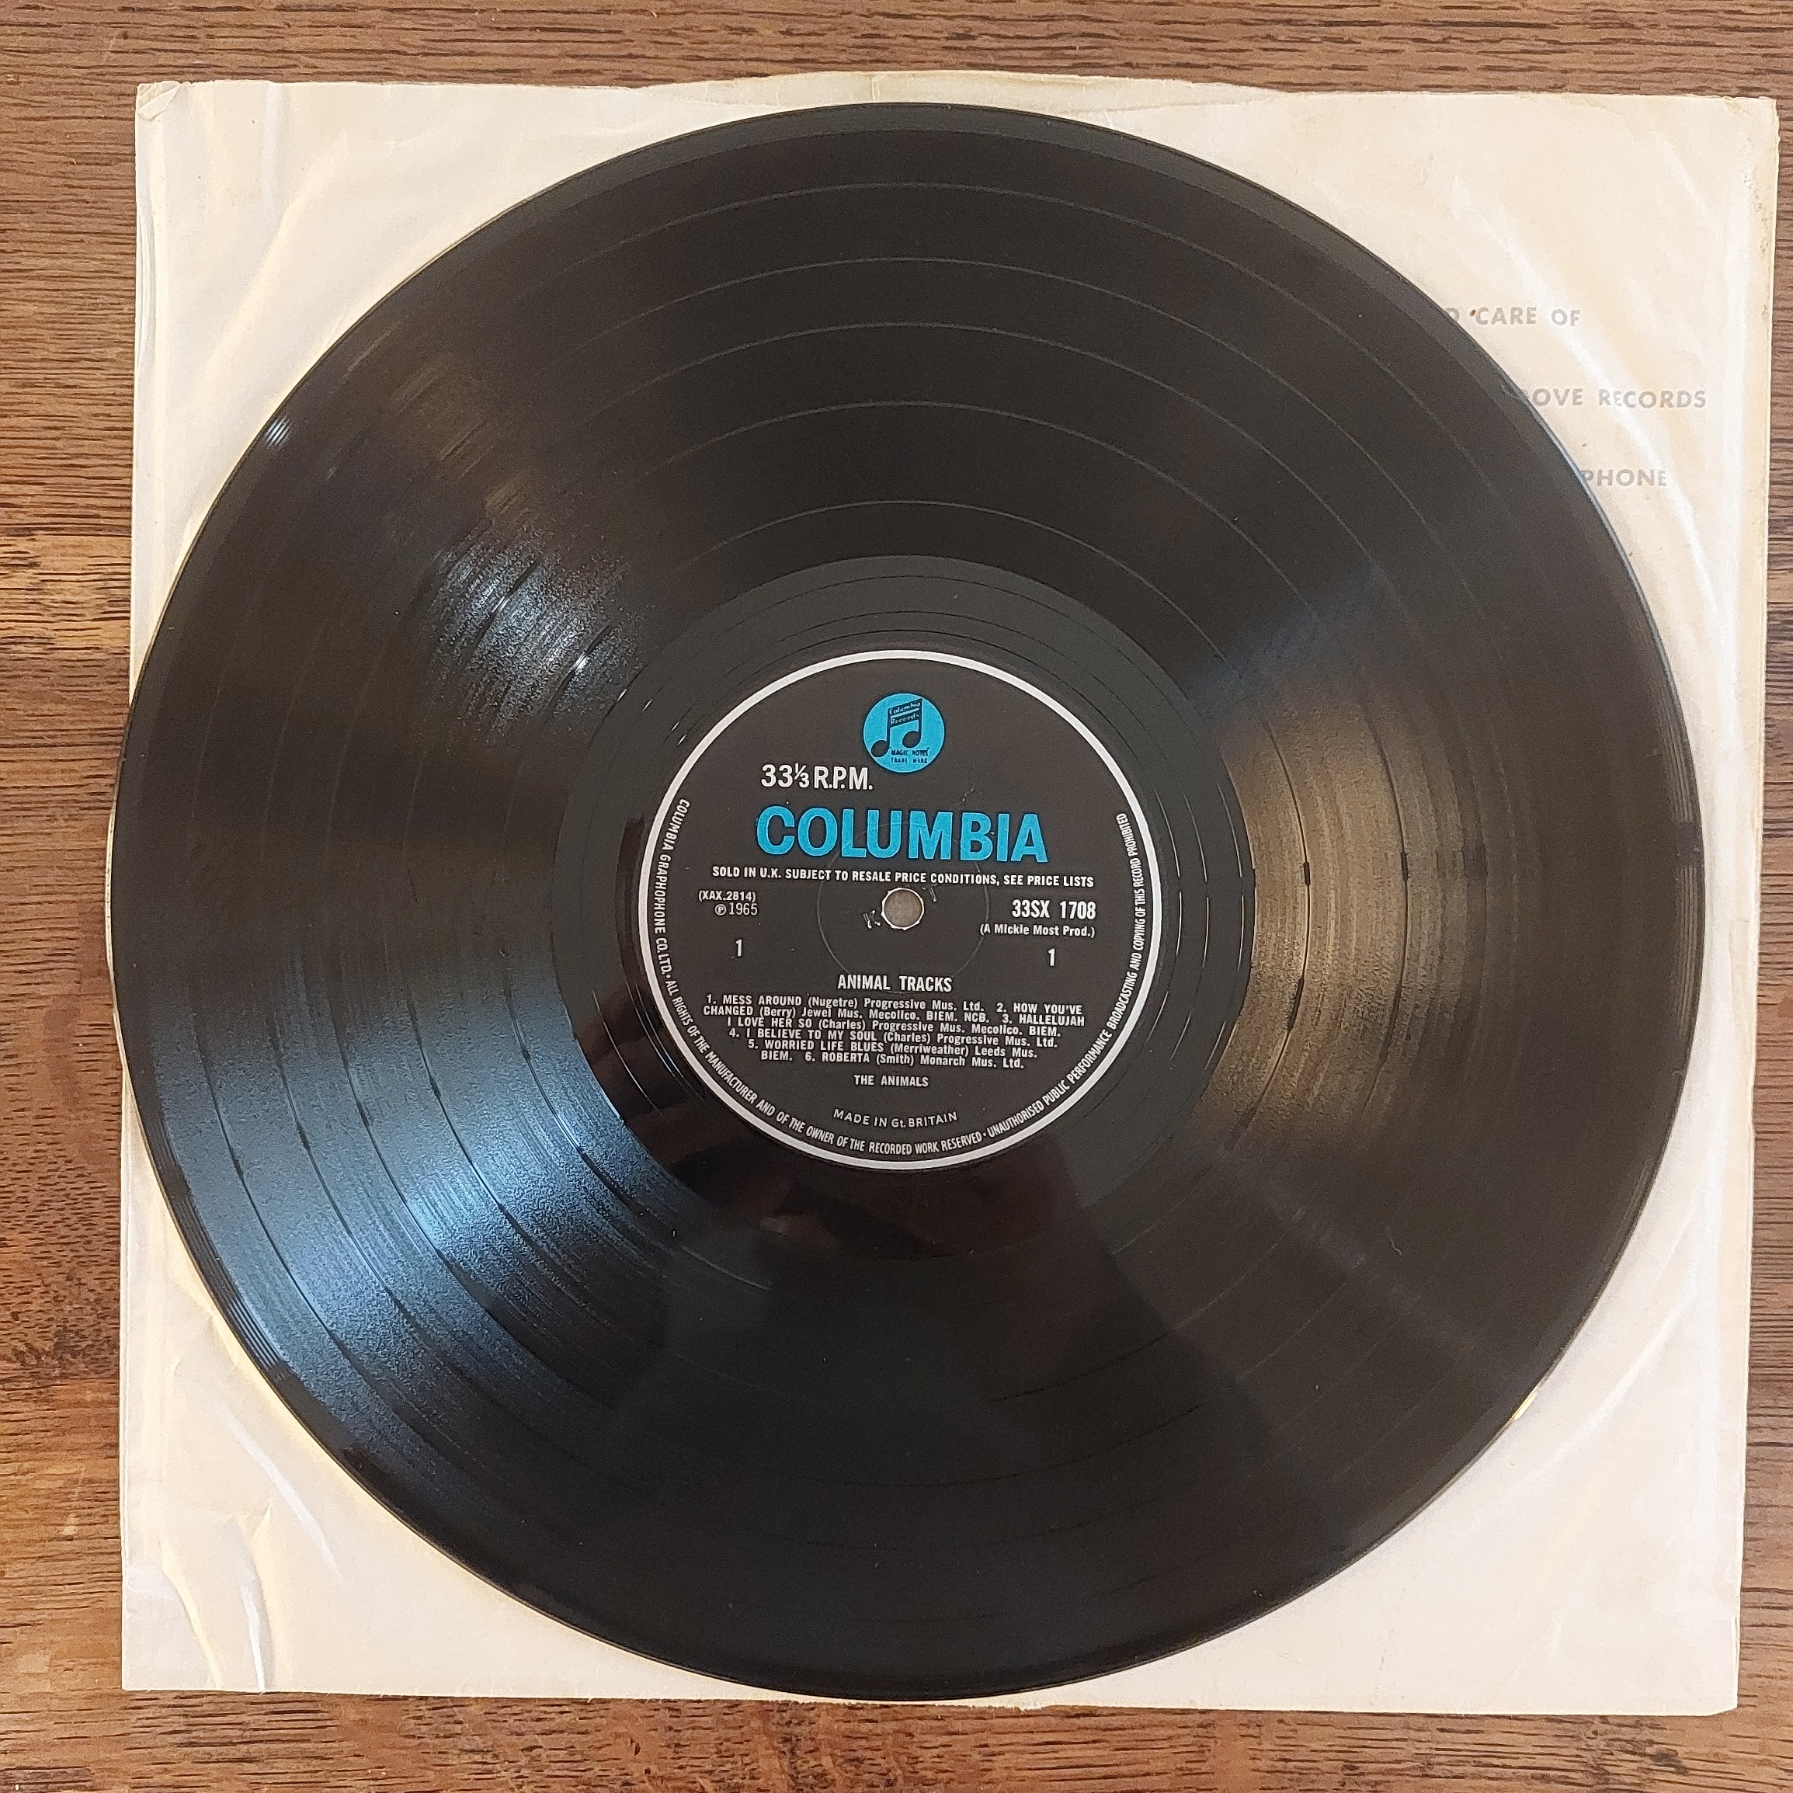 CARE OF
RECORDS
PHONE
Columbia
Records
MAGIC NOTES
TRADE MARK
33⅓ R.P.M.
COLUMBIA
SOLD IN U.K. SUBJECT TO RESALE PRICE CONDITIONS, SEE PRICE LISTS
(XAX.2814)
℗ 1965
33SX 1708
(A Mickie Most Prod.)
1
1
K T
ANIMAL TRACKS
1. MESS AROUND (Nugetre) Progressive Mus. Ltd. 2. HOW YOU'VE
CHANGED (Berry) Jewel Mus. Mecolico. BIEM. NCB. 3. HALLELUJAH
I LOVE HER SO (Charles) Progressive Mus. Mecolico. BIEM.
4. I BELIEVE TO MY SOUL (Charles) Progressive Mus. Ltd.
5. WORRIED LIFE BLUES (Merriweather) Leeds Mus.
BIEM. 6. ROBERTA (Smith) Monarch Mus. Ltd.
THE ANIMALS
MADE IN Gt. BRITAIN
COLUMBIA GRAPHOPHONE CO. LTD. · ALL RIGHTS OF THE MANUFACTURER AND OF THE OWNER OF THE RECORDED WORK RESERVED · UNAUTHORISED PUBLIC PERFORMANCE BROADCASTING AND COPYING OF THIS RECORD PROHIBITED